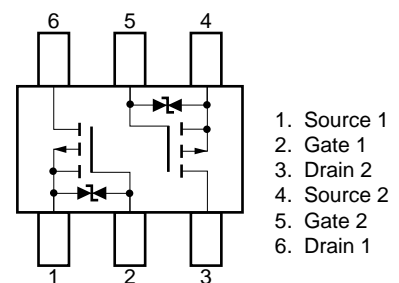 6 5 4
1 2 3
1. Source 1
2. Gate 1
3. Drain 2
4. Source 2
5. Gate 2
6. Drain 1